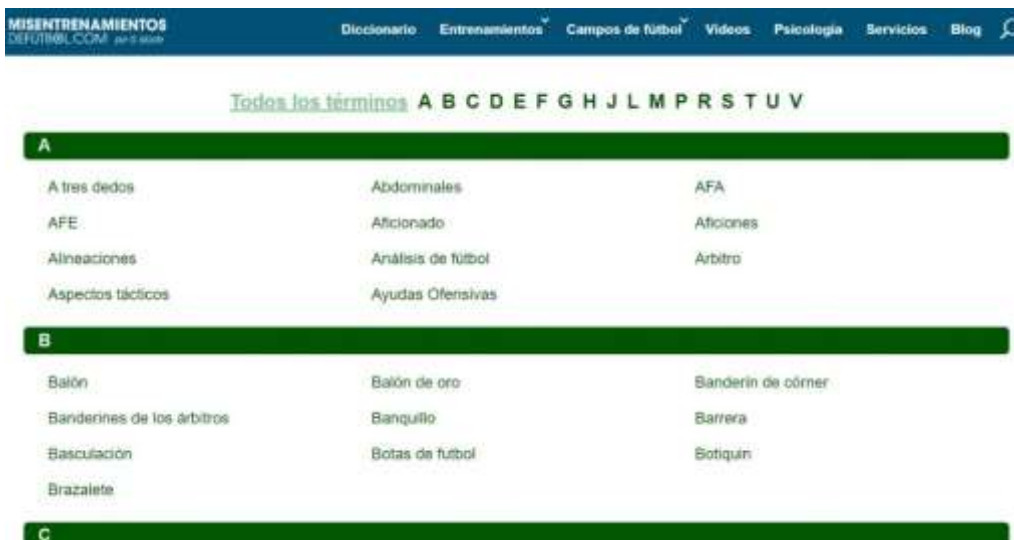 MISENTRENAMIENTOS
DEFUTBOL.COM
Diccionario Entrenamientos Campos de fútbol Videos Psicología Servicios Blog
Todos los términos A B C D E F G H J L M P R S T U V
A
A tres dedos Abdominales AFA
AFE Aficionado Aficiones
Alineaciones Análisis de fútbol Arbitro
Aspectos tácticos Ayudas Ofensivas
B
Balón Balón de oro Banderín de córner
Banderines de los árbitros Banquillo Barrera
Basculación Botas de futbol Botiquin
Brazalete
C